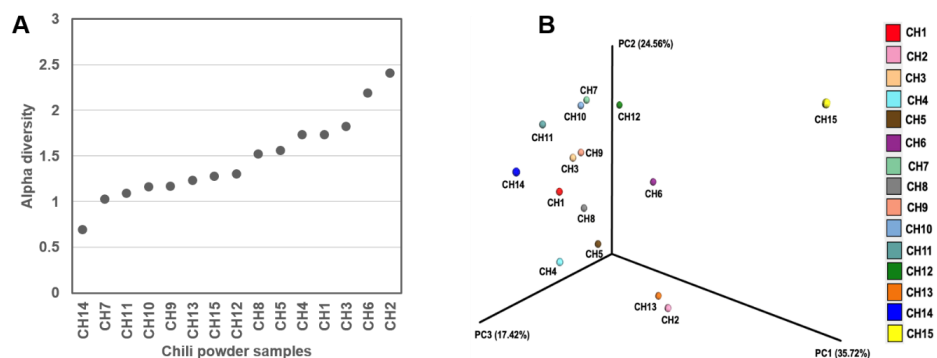 A
3
2.5
2
1.5
1
0.5
0
Alpha diversity
CH14 CH7 CH11 CH10 CH9 CH13 CH15 CH12 CH8 CH5 CH4 CH1 CH3 CH6 CH2
Chili powder samples
B
PC2 (24.56%)
CH7
CH10
CH12
CH15
CH11
CH9
CH3
CH14
CH6
CH1
CH8
CH5
CH4
CH13
CH2
PC3 (17.42%)
PC1 (35.72%)
CH1
CH2
CH3
CH4
CH5
CH6
CH7
CH8
CH9
CH10
CH11
CH12
CH13
CH14
CH15